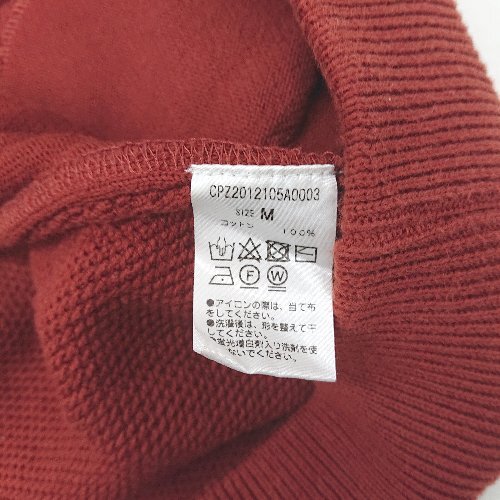 CPZ2012105A0003
SIZE M
コットン 100%
F W
●アイロンの際は、当て布
をしてください。
●洗濯後は、形を整えて干
してください。
●蛍光増白剤入り洗剤を使
わないでください。